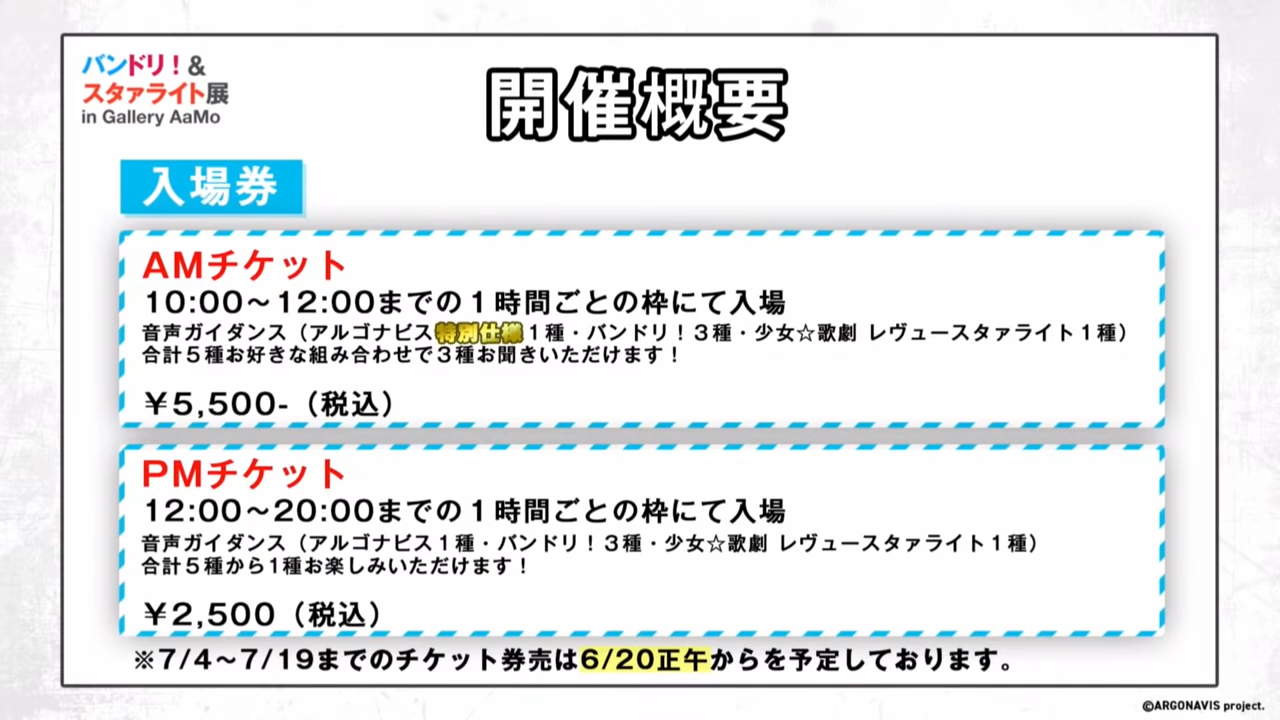 バンドリ！&
スタァライト展
in Gallery AaMo
開催概要
入場券
AMチケット
10:00～12:00までの１時間ごとの枠にて入場
音声ガイダンス（アルゴナビス特別仕様１種・バンドリ！３種・少女☆歌劇 レヴュースタァライト１種）
合計５種お好きな組み合わせで３種お聞きいただけます！
￥5,500-（税込）
PMチケット
12:00～20:00までの１時間ごとの枠にて入場
音声ガイダンス（アルゴナビス１種・バンドリ！３種・少女☆歌劇 レヴュースタァライト１種）
合計５種から1種お楽しみいただけます！
￥2,500（税込）
※7/4～7/19までのチケット券売は6/20正午からを予定しております。
©ARGONAVIS project.